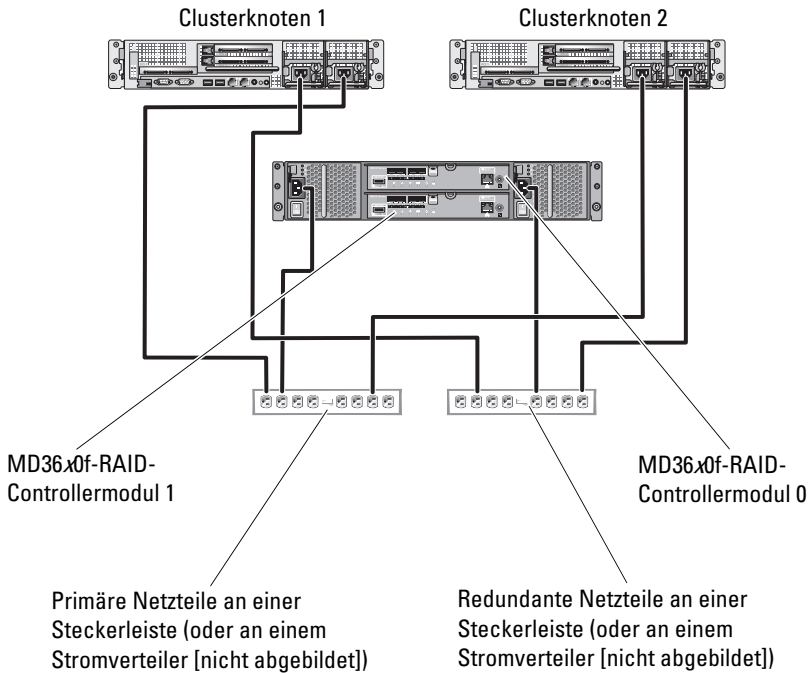 Clusterknoten 1
Clusterknoten 2
MD36x0f-RAID-
Controllermodul 1
MD36x0f-RAID-
Controllermodul 0
Primäre Netzteile an einer
Steckerleiste (oder an einem
Stromverteiler [nicht abgebildet])
Redundante Netzteile an einer
Steckerleiste (oder an einem
Stromverteiler [nicht abgebildet])